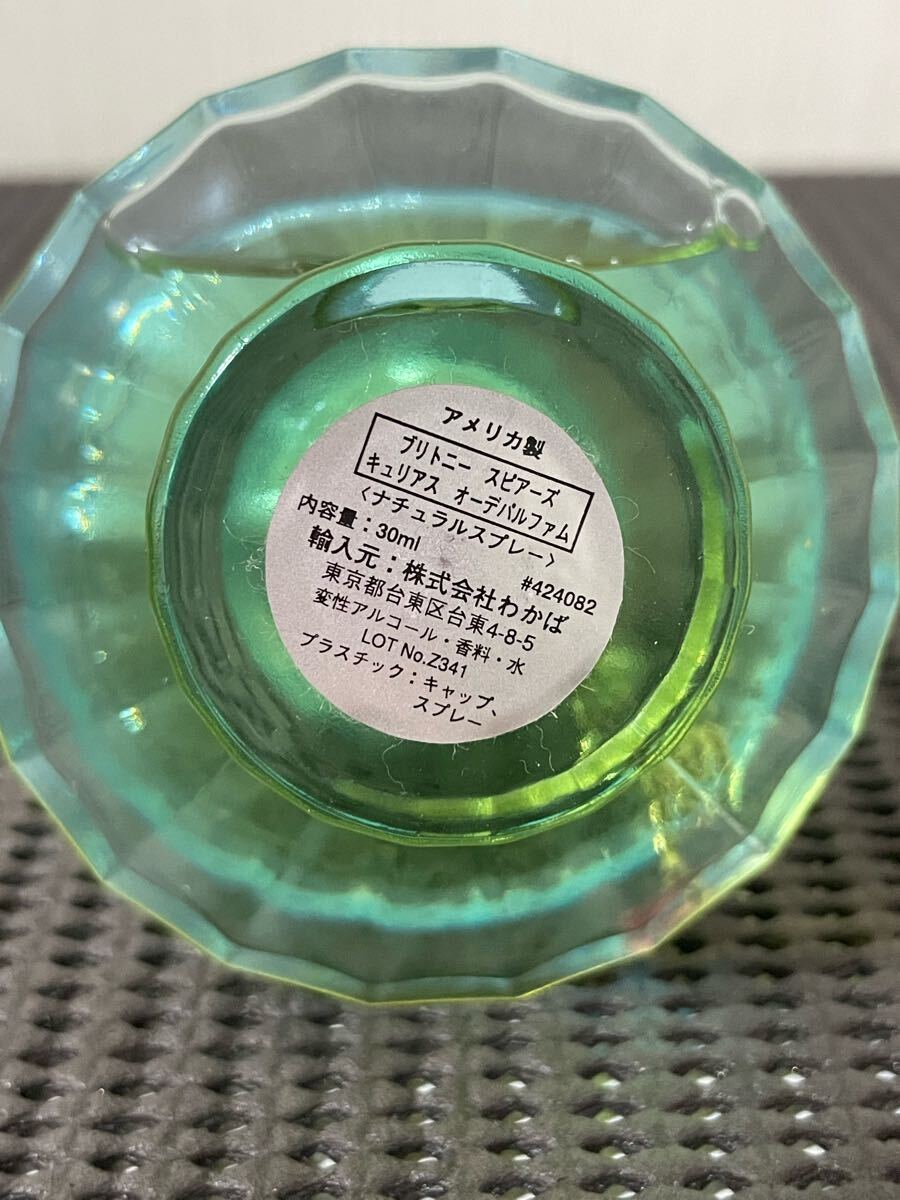 アメリカ製
ブリトニー スピアーズ
キュリアス オーデパルファム
〈ナチュラルスプレー〉
内容量：30ml #424082
輸入元：株式会社わかば
東京都台東区台東4-8-5
変性アルコール・香料・水
LOT No.Z341
プラスチック：キャップ、
スプレー